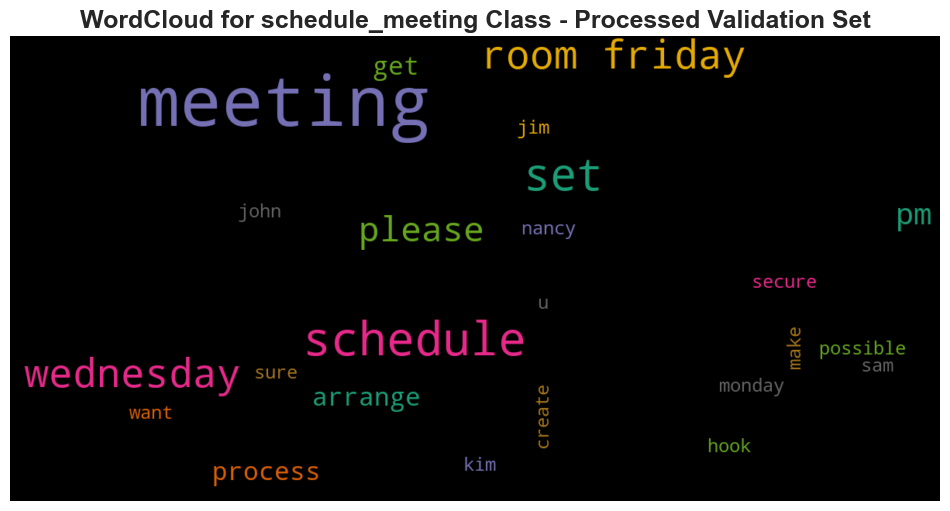 WordCloud for schedule_meeting Class - Processed Validation Set
room friday
get
meeting
jim
set
john
please
nancy
pm
secure
u
schedule
make
possible
sam
wednesday
sure
monday
arrange
want
create
hook
kim
process